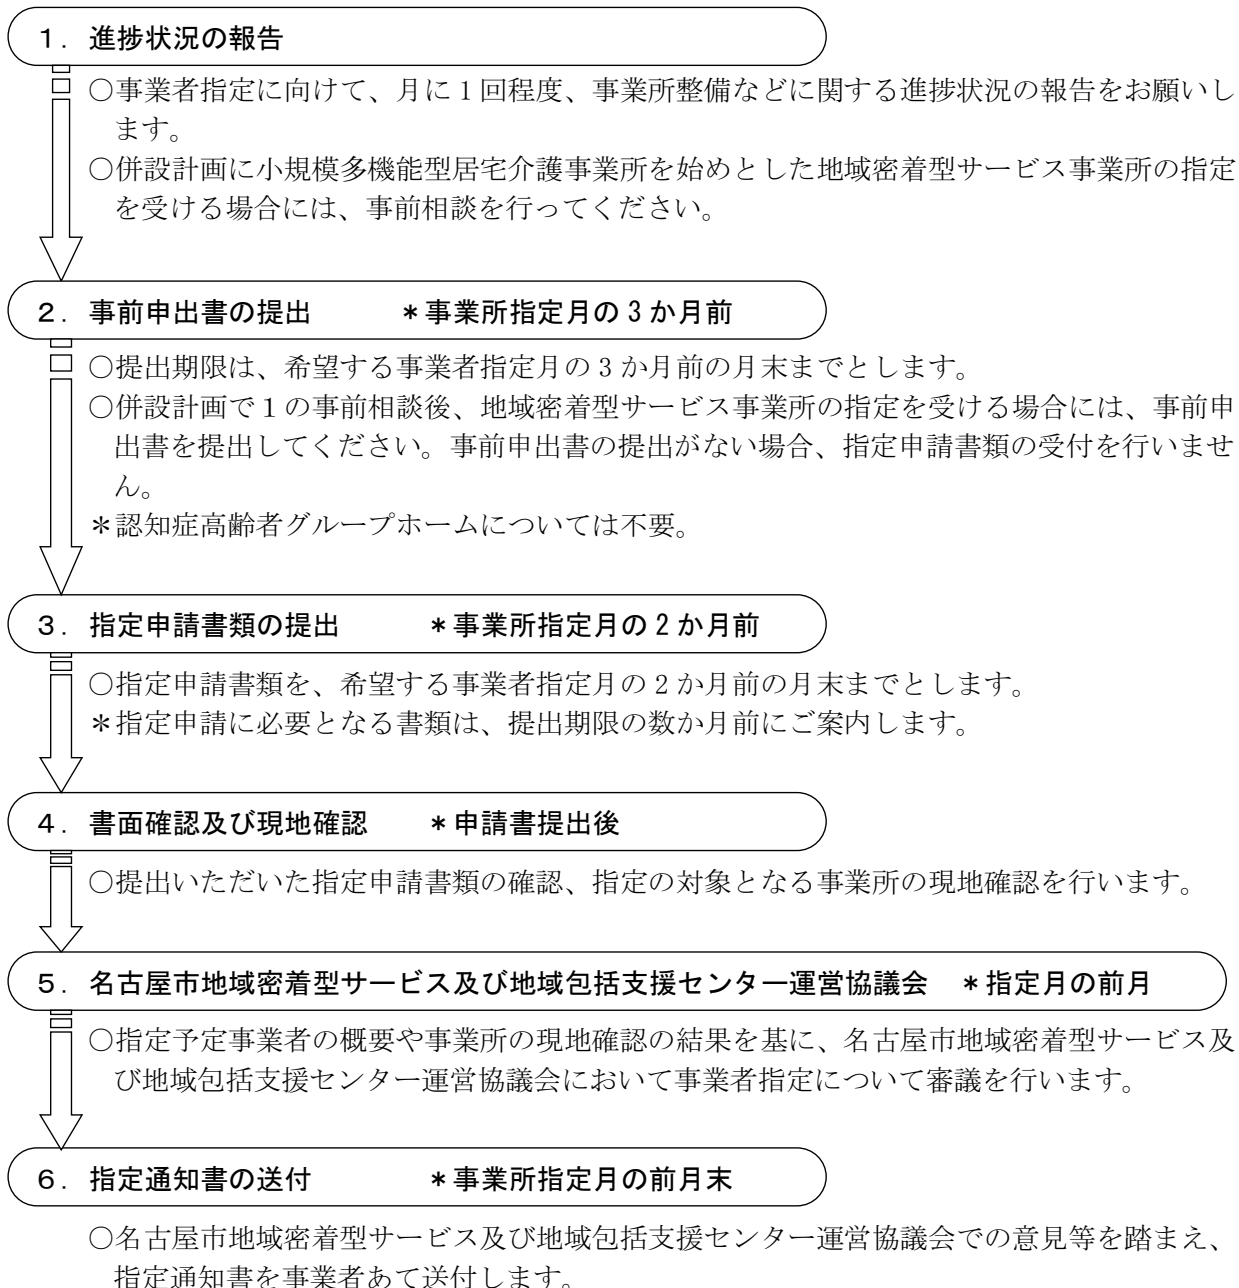 １．進捗状況の報告
○事業者指定に向けて、月に１回程度、事業所整備などに関する進捗状況の報告をお願いし
ます。
○併設計画に小規模多機能型居宅介護事業所を始めとした地域密着型サービス事業所の指定
を受ける場合には、事前相談を行ってください。
２．事前申出書の提出　　　＊事業所指定月の３か月前
○提出期限は、希望する事業者指定月の３か月前の月末までとします。
○併設計画で１の事前相談後、地域密着型サービス事業所の指定を受ける場合には、事前申
出書を提出してください。事前申出書の提出がない場合、指定申請書類の受付を行いませ
ん。
＊認知症高齢者グループホームについては不要。
３．指定申請書類の提出　　　＊事業所指定月の２か月前
○指定申請書類を、希望する事業者指定月の２か月前の月末までとします。
＊指定申請に必要となる書類は、提出期限の数か月前にご案内します。
４．書面確認及び現地確認　　＊申請書提出後
○提出いただいた指定申請書類の確認、指定の対象となる事業所の現地確認を行います。
５．名古屋市地域密着型サービス及び地域包括支援センター運営協議会　＊指定月の前月
○指定予定事業者の概要や事業所の現地確認の結果を基に、名古屋市地域密着型サービス及
び地域包括支援センター運営協議会において事業者指定について審議を行います。
６．指定通知書の送付　　　　＊事業所指定月の前月末
○名古屋市地域密着型サービス及び地域包括支援センター運営協議会での意見等を踏まえ、
指定通知書を事業者あて送付します。